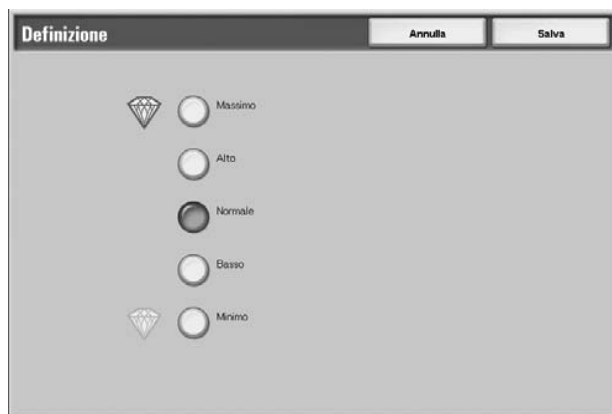 Definizione
Annulla
Salva
Massimo
Alto
Normale
Basso
Minimo